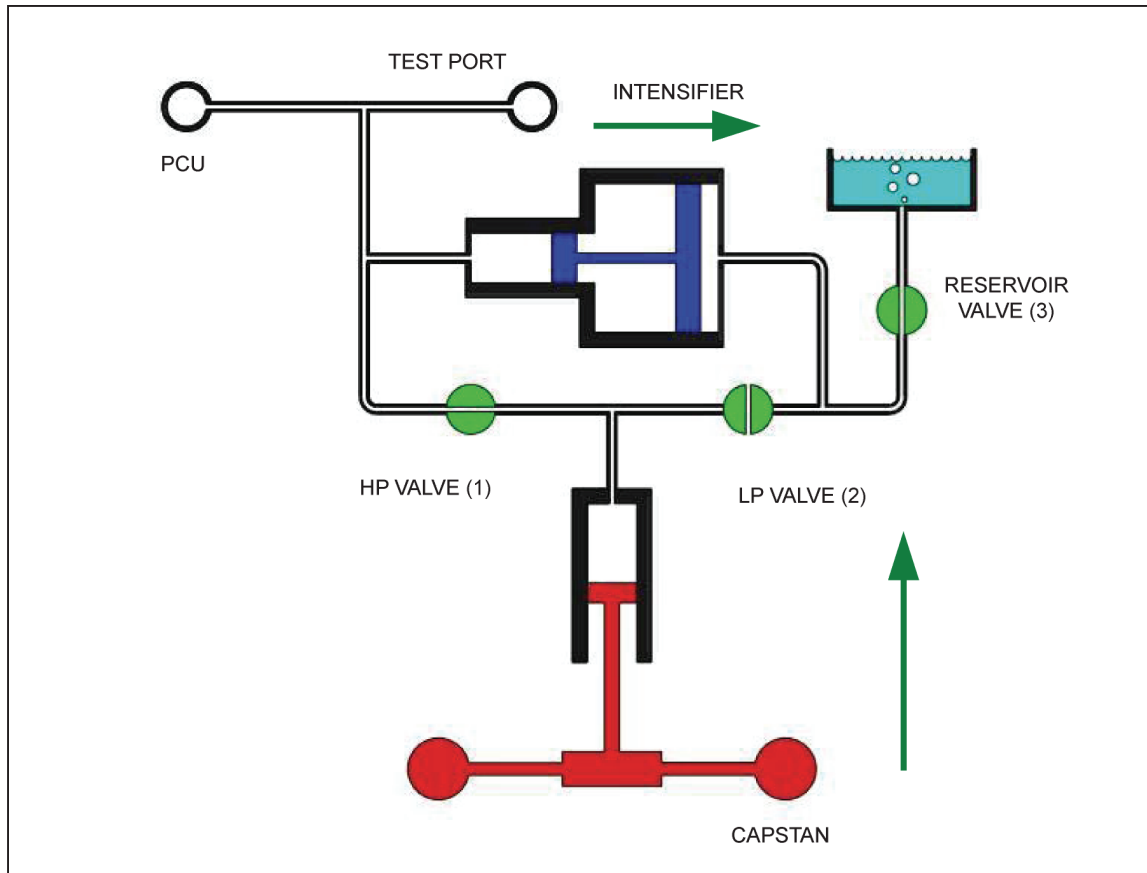 TEST PORT
INTENSIFIER
PCU
RESERVOIR
VALVE (3)
HP VALVE (1)
LP VALVE (2)
CAPSTAN